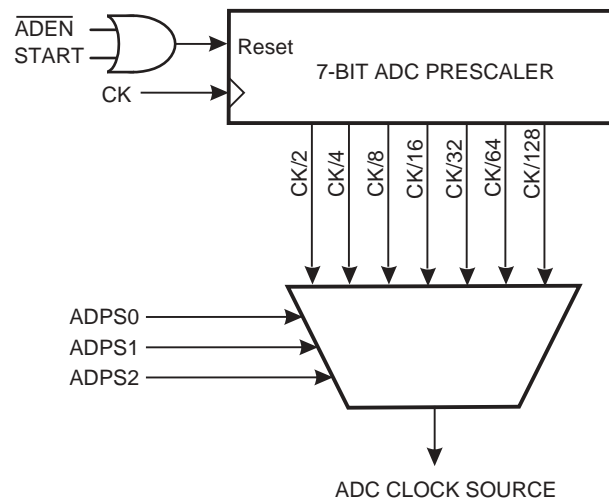 ADEN
START
Reset
7-BIT ADC PRESCALER
CK
CK/2
CK/4
CK/8
CK/16
CK/32
CK/64
CK/128
ADPS0
ADPS1
ADPS2
ADC CLOCK SOURCE